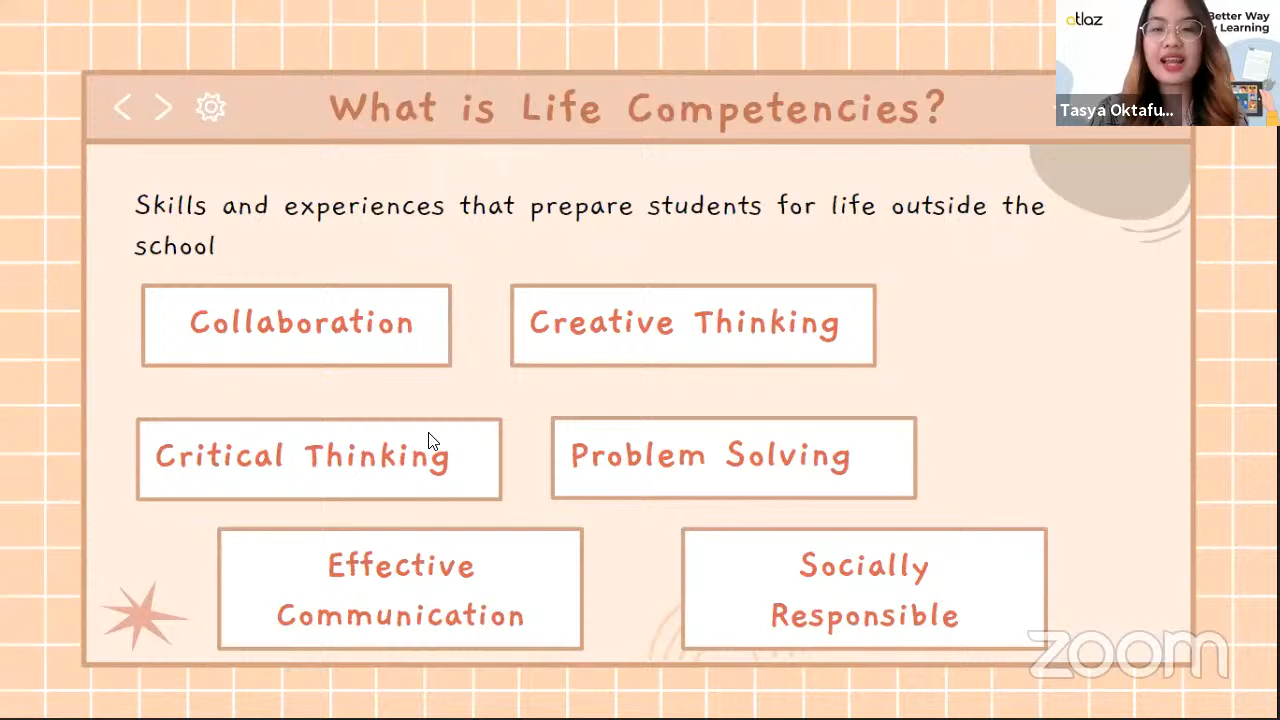 What is Life Competencies?
atlaz
Better Way
Learning
Tasya Oktafu...
Skills and experiences that prepare students for life outside the
school
Collaboration
Creative Thinking
Critical Thinking
Problem Solving
Effective
Communication
Socially
Responsible
zoom